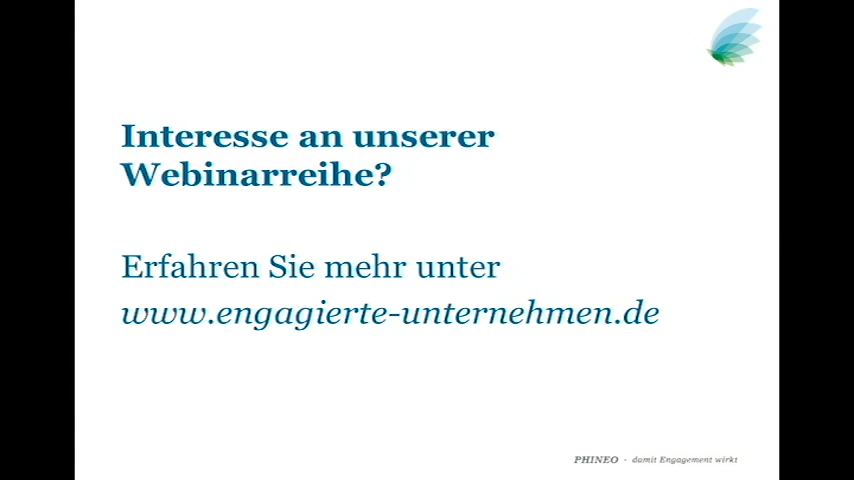 Interesse an unserer
Webinarreihe?
Erfahren Sie mehr unter
www.engagierte-unternehmen.de
PHINEO - damit Engagement wirkt